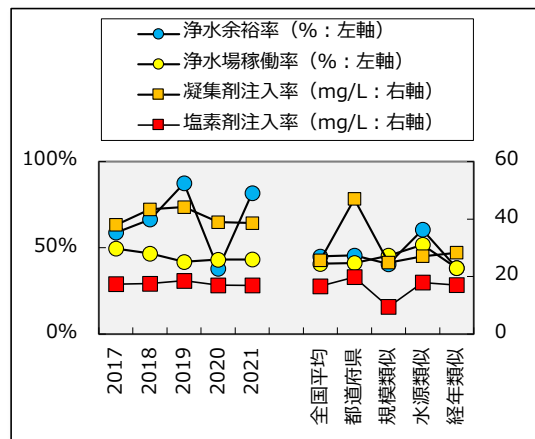 浄水余裕率（%：左軸）
浄水場稼働率（%：左軸）
凝集剤注入率（mg/L：右軸）
塩素剤注入率（mg/L：右軸）
100%
60
40
50%
20
0%
0
2017
2018
2019
2020
2021
全国平均
都道府県
規模類似
水源類似
経年類似